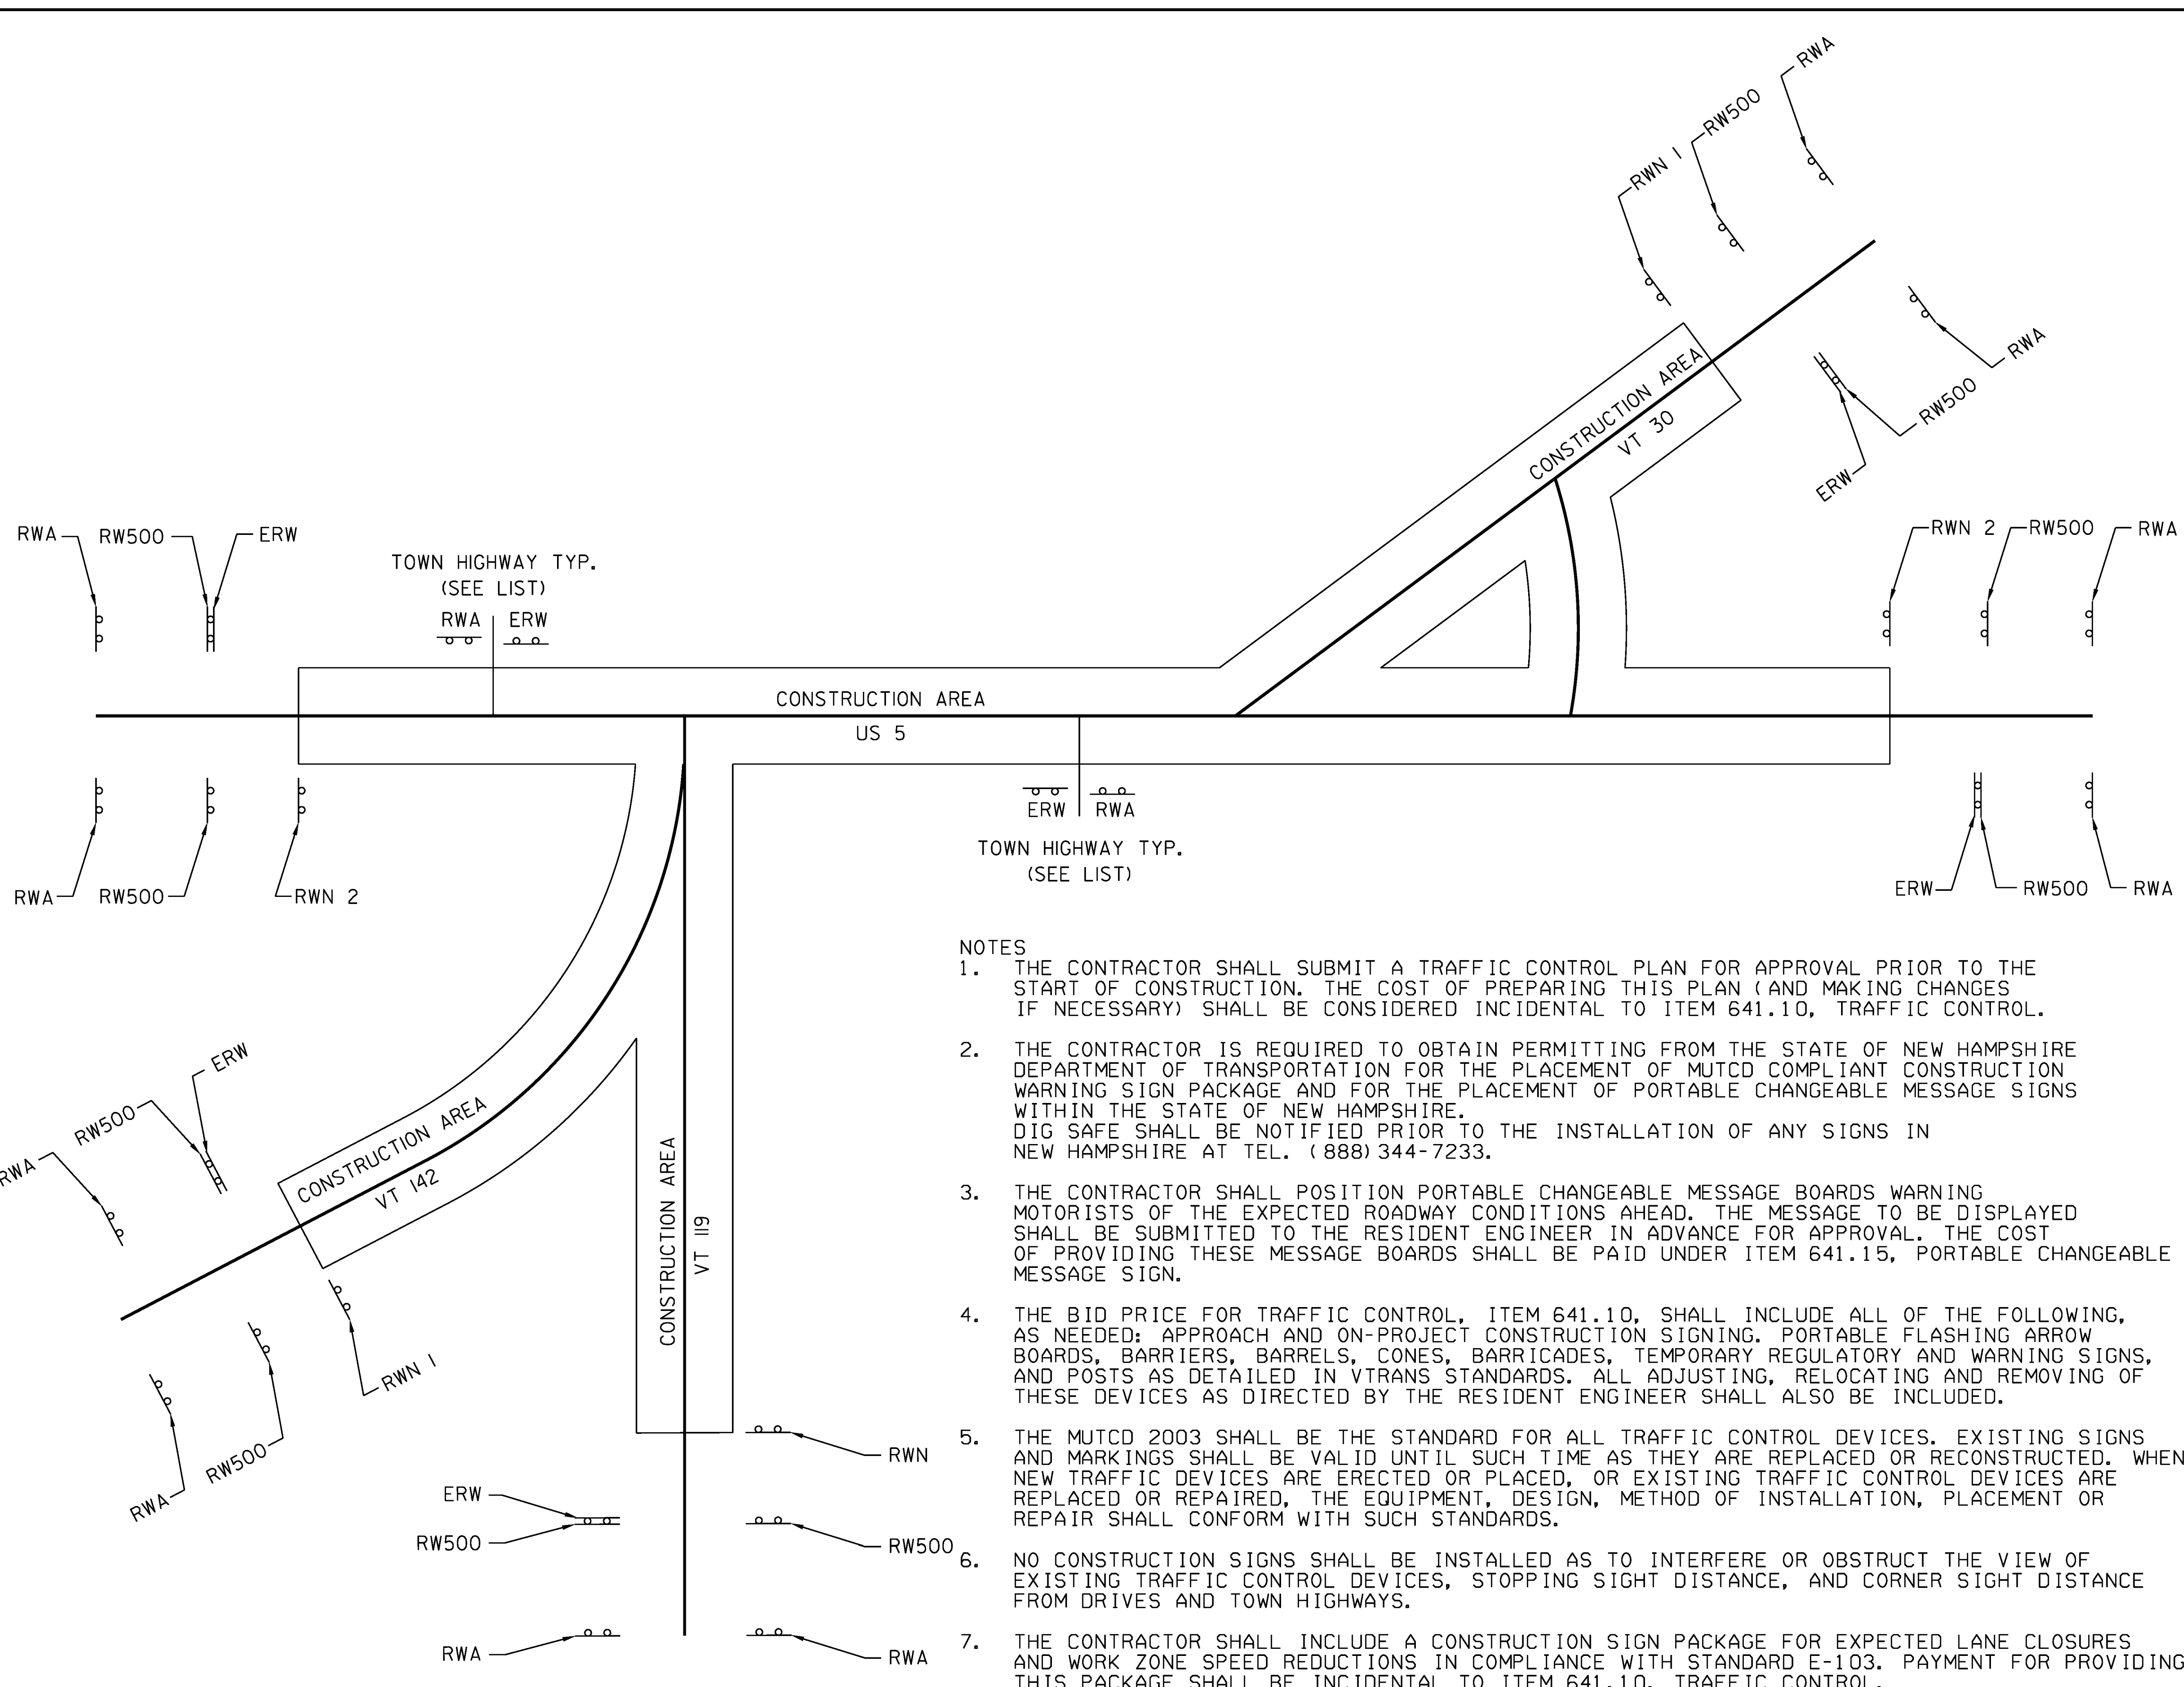 RWA
RW500
RWN 1
RWA
RW500
ERW
CONSTRUCTION AREA
VT 30
RWA RW500 ERW
TOWN HIGHWAY TYP.
(SEE LIST)
RWA ERW
RWN 2 RW500 RWA
CONSTRUCTION AREA
US 5
ERW RWA
TOWN HIGHWAY TYP.
(SEE LIST)
RWA RW500 RWN 2
ERW RW500 RWA
ERW
RW500
RWA
CONSTRUCTION AREA
VT 142
RWN 1
RW500
RWA
CONSTRUCTION AREA
VT 119
RWN
ERW
RW500
RW500
RWA
RWA
NOTES
1. THE CONTRACTOR SHALL SUBMIT A TRAFFIC CONTROL PLAN FOR APPROVAL PRIOR TO THE
START OF CONSTRUCTION. THE COST OF PREPARING THIS PLAN (AND MAKING CHANGES
IF NECESSARY) SHALL BE CONSIDERED INCIDENTAL TO ITEM 641.10, TRAFFIC CONTROL.
2. THE CONTRACTOR IS REQUIRED TO OBTAIN PERMITTING FROM THE STATE OF NEW HAMPSHIRE
DEPARTMENT OF TRANSPORTATION FOR THE PLACEMENT OF MUTCD COMPLIANT CONSTRUCTION
WARNING SIGN PACKAGE AND FOR THE PLACEMENT OF PORTABLE CHANGEABLE MESSAGE SIGNS
WITHIN THE STATE OF NEW HAMPSHIRE.
DIG SAFE SHALL BE NOTIFIED PRIOR TO THE INSTALLATION OF ANY SIGNS IN
NEW HAMPSHIRE AT TEL. (888)344-7233.
3. THE CONTRACTOR SHALL POSITION PORTABLE CHANGEABLE MESSAGE BOARDS WARNING
MOTORISTS OF THE EXPECTED ROADWAY CONDITIONS AHEAD. THE MESSAGE TO BE DISPLAYED
SHALL BE SUBMITTED TO THE RESIDENT ENGINEER IN ADVANCE FOR APPROVAL. THE COST
OF PROVIDING THESE MESSAGE BOARDS SHALL BE PAID UNDER ITEM 641.15, PORTABLE CHANGEABLE
MESSAGE SIGN.
4. THE BID PRICE FOR TRAFFIC CONTROL, ITEM 641.10, SHALL INCLUDE ALL OF THE FOLLOWING,
AS NEEDED: APPROACH AND ON-PROJECT CONSTRUCTION SIGNING. PORTABLE FLASHING ARROW
BOARDS, BARRIERS, BARRELS, CONES, BARRICADES, TEMPORARY REGULATORY AND WARNING SIGNS,
AND POSTS AS DETAILED IN VTRANS STANDARDS. ALL ADJUSTING, RELOCATING AND REMOVING OF
THESE DEVICES AS DIRECTED BY THE RESIDENT ENGINEER SHALL ALSO BE INCLUDED.
5. THE MUTCD 2003 SHALL BE THE STANDARD FOR ALL TRAFFIC CONTROL DEVICES. EXISTING SIGNS
AND MARKINGS SHALL BE VALID UNTIL SUCH TIME AS THEY ARE REPLACED OR RECONSTRUCTED. WHEN
NEW TRAFFIC DEVICES ARE ERECTED OR PLACED, OR EXISTING TRAFFIC CONTROL DEVICES ARE
REPLACED OR REPAIRED, THE EQUIPMENT, DESIGN, METHOD OF INSTALLATION, PLACEMENT OR
REPAIR SHALL CONFORM WITH SUCH STANDARDS.
6. NO CONSTRUCTION SIGNS SHALL BE INSTALLED AS TO INTERFERE OR OBSTRUCT THE VIEW OF
EXISTING TRAFFIC CONTROL DEVICES, STOPPING SIGHT DISTANCE, AND CORNER SIGHT DISTANCE
FROM DRIVES AND TOWN HIGHWAYS.
7. THE CONTRACTOR SHALL INCLUDE A CONSTRUCTION SIGN PACKAGE FOR EXPECTED LANE CLOSURES
AND WORK ZONE SPEED REDUCTIONS IN COMPLIANCE WITH STANDARD E-103. PAYMENT FOR PROVIDING
THIS PACKAGE SHALL BE INCIDENTAL TO ITEM 641.10, TRAFFIC CONTROL.